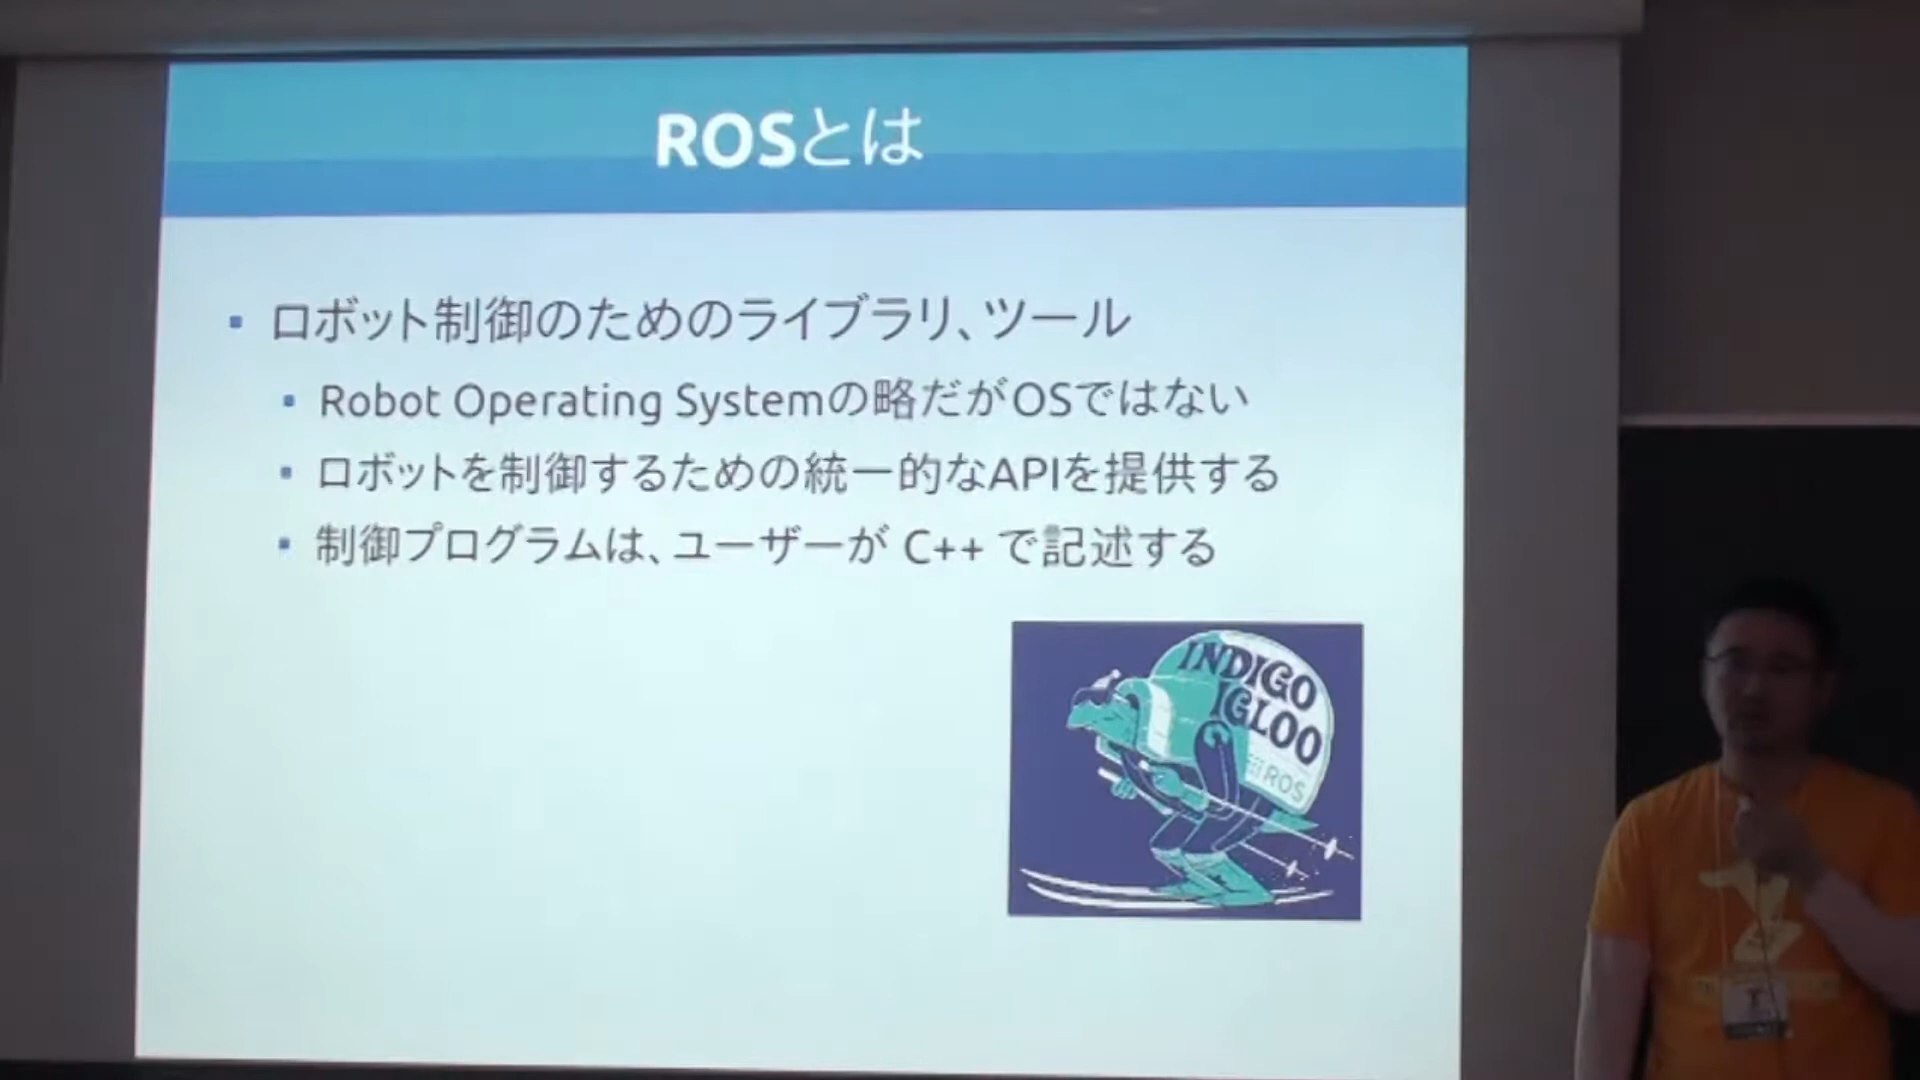 ROSとは
ロボット制御のためのライブラリ、ツール
Robot Operating Systemの略だがOSではない
ロボットを制御するための統一的なAPIを提供する
制御プログラムは、ユーザーが C++ で記述する
INDIGO
IGLOO
ROS